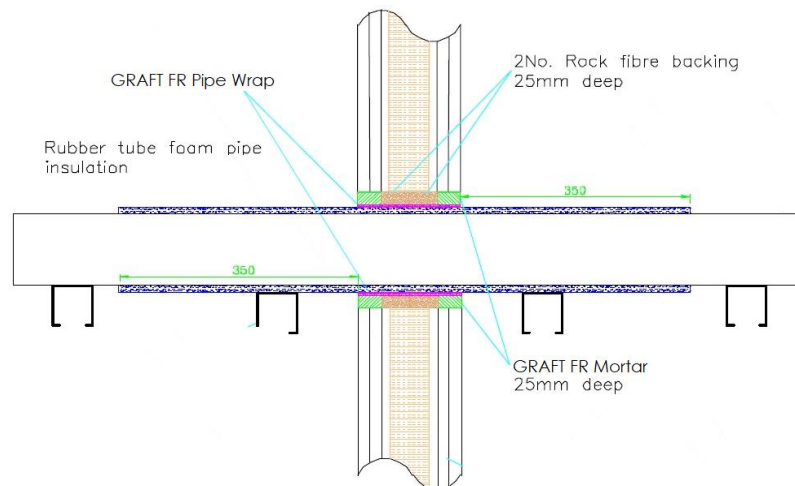 2No. Rock fibre backing
25mm deep
GRAFT FR Pipe Wrap
Rubber tube foam pipe
insulation
350
350
GRAFT FR Mortar
25mm deep